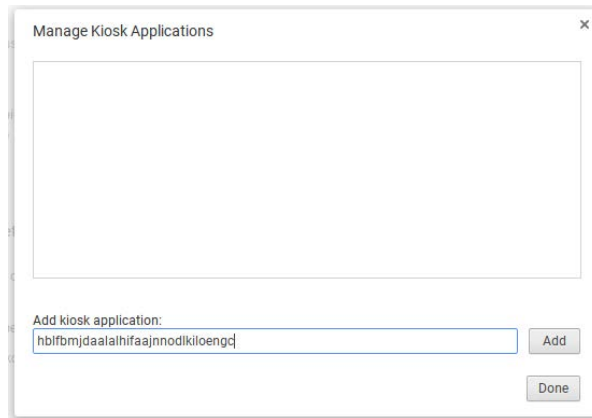 Manage Kiosk Applications
×
Add kiosk application:
hblfbmjdaalalhifaajnnodlkiloengc
Add
Done